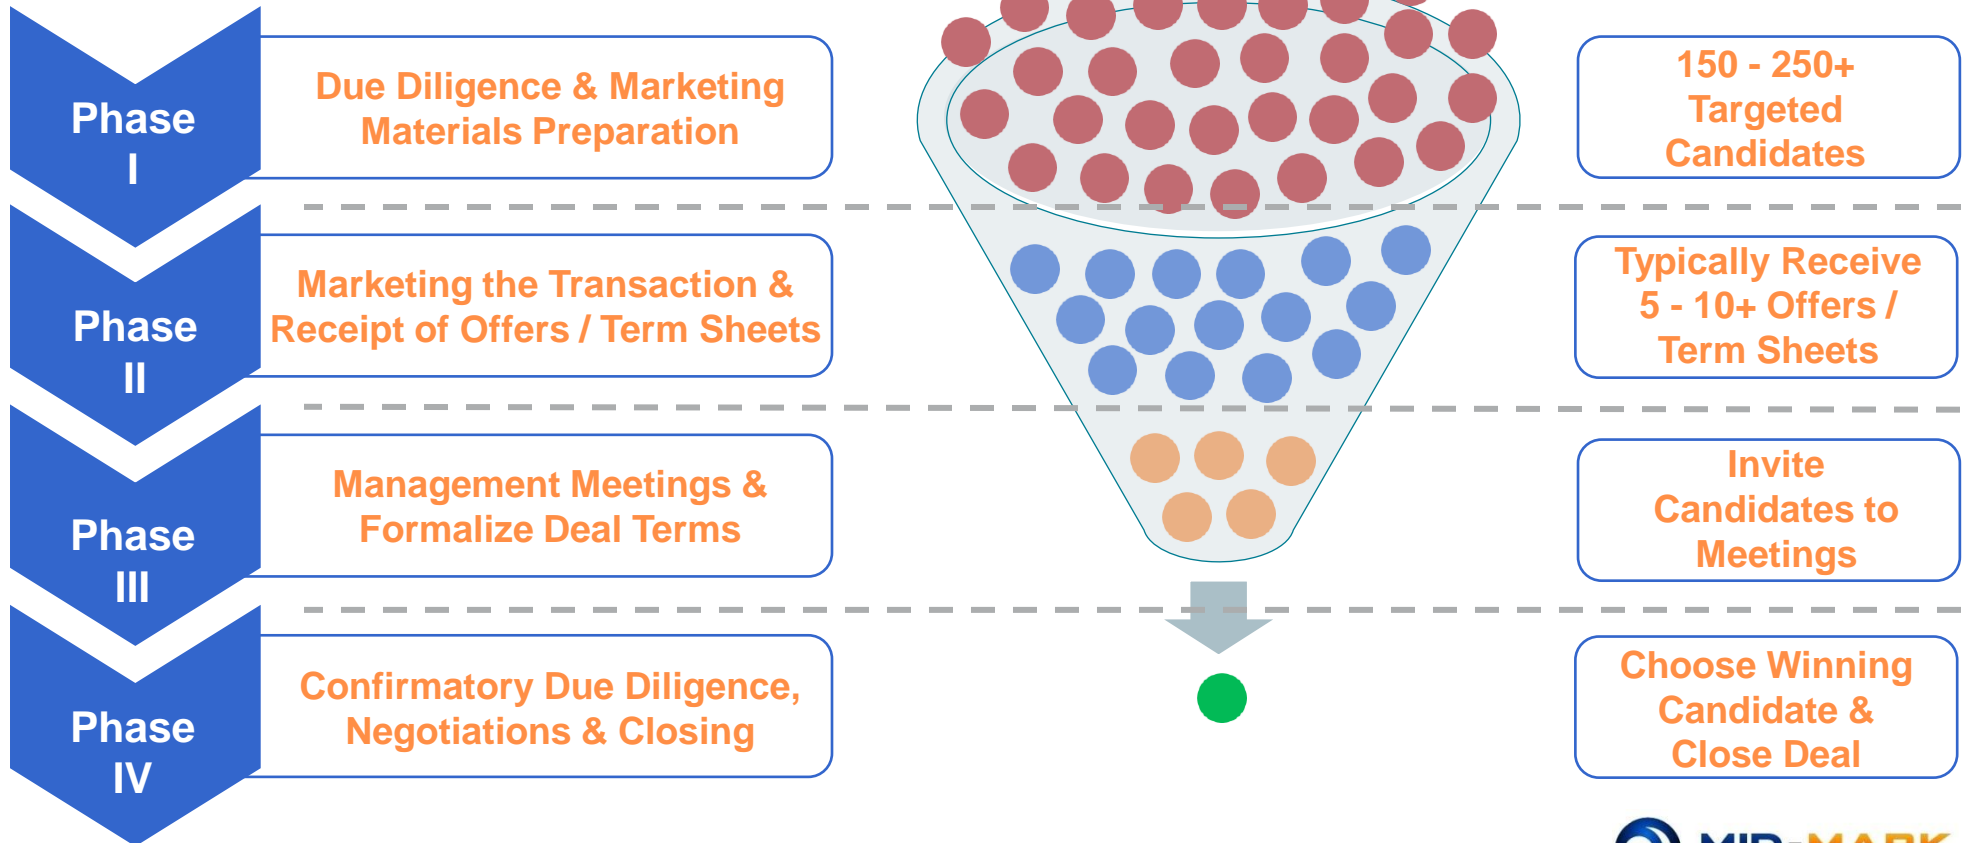 Phase
I
Due Diligence & Marketing
Materials Preparation
150 - 250+
Targeted
Candidates
Phase
II
Marketing the Transaction &
Receipt of Offers / Term Sheets
Typically Receive
5 - 10+ Offers /
Term Sheets
Phase
III
Management Meetings &
Formalize Deal Terms
Invite
Candidates to
Meetings
Phase
IV
Confirmatory Due Diligence,
Negotiations & Closing
Choose Winning
Candidate &
Close Deal
MID-MARK